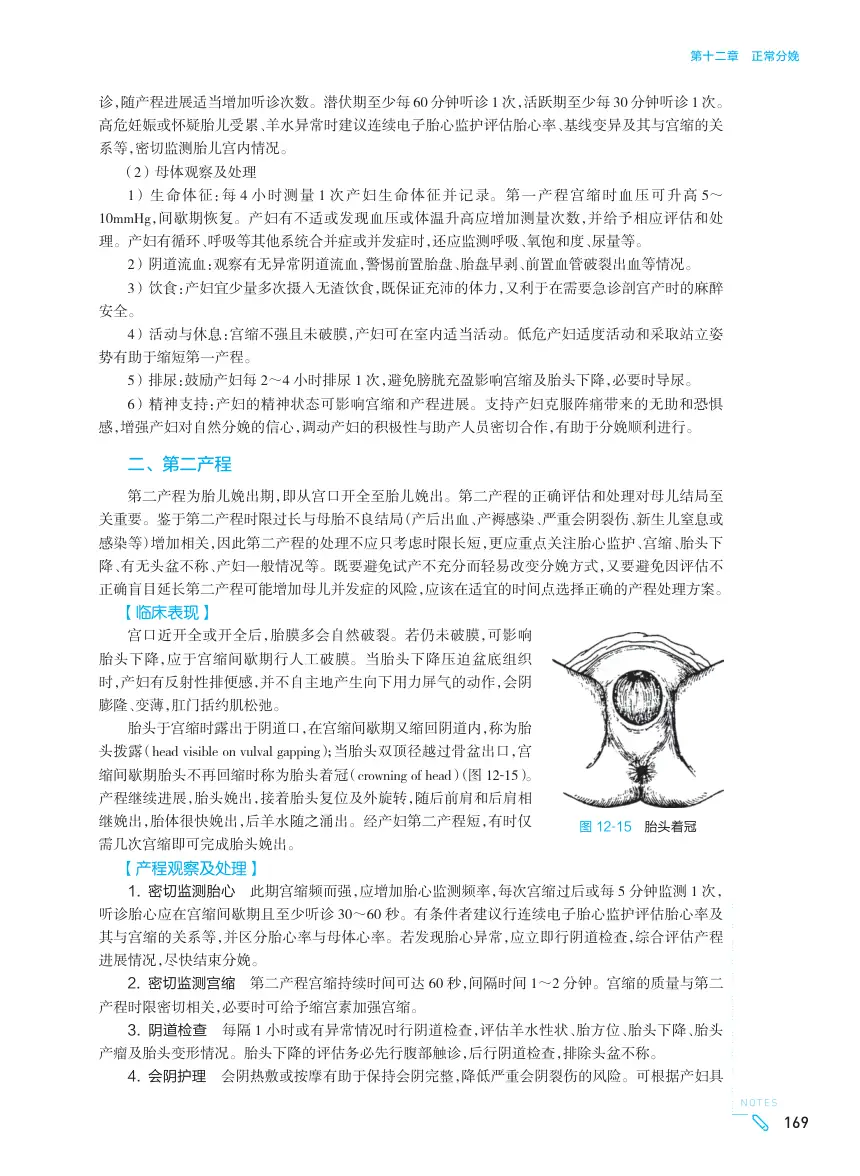 第十二章 正常分娩
诊,随产程进展适当增加听诊次数。潜伏期至少每 60 分钟听诊 1 次,活跃期至少每 30 分钟听诊 1 次。
高危妊娠或怀疑胎儿受累、羊水异常时建议连续电子胎心监护评估胎心率、基线变异及其与宫缩的关
系等,密切监测胎儿宫内情况。
（2）母体观察及处理
1）生命体征:每 4 小时测量 1 次产妇生命体征并记录。第一产程宫缩时血压可升高 5～
10mmHg,间歇期恢复。产妇有不适或发现血压或体温升高应增加测量次数,并给予相应评估和处
理。产妇有循环、呼吸等其他系统合并症或并发症时,还应监测呼吸、氧饱和度、尿量等。
2）阴道流血:观察有无异常阴道流血,警惕前置胎盘、胎盘早剥、前置血管破裂出血等情况。
3）饮食:产妇宜少量多次摄入无渣饮食,既保证充沛的体力,又利于在需要急诊剖宫产时的麻醉
安全。
4）活动与休息:宫缩不强且未破膜,产妇可在室内适当活动。低危产妇适度活动和采取站立姿
势有助于缩短第一产程。
5）排尿:鼓励产妇每 2～4 小时排尿 1 次,避免膀胱充盈影响宫缩及胎头下降,必要时导尿。
6）精神支持:产妇的精神状态可影响宫缩和产程进展。支持产妇克服阵痛带来的无助和恐惧
感,增强产妇对自然分娩的信心,调动产妇的积极性与助产人员密切合作,有助于分娩顺利进行。
二、第二产程
第二产程为胎儿娩出期,即从宫口开全至胎儿娩出。第二产程的正确评估和处理对母儿结局至
关重要。鉴于第二产程时限过长与母胎不良结局（产后出血、产褥感染、严重会阴裂伤、新生儿窒息或
感染等）增加相关,因此第二产程的处理不应只考虑时限长短,更应重点关注胎心监护、宫缩、胎头下
降、有无头盆不称、产妇一般情况等。既要避免试产不充分而轻易改变分娩方式,又要避免因评估不
正确盲目延长第二产程可能增加母儿并发症的风险,应该在适宜的时间点选择正确的产程处理方案。
【临床表现】
宫口近开全或开全后,胎膜多会自然破裂。若仍未破膜,可影响
胎头下降,应于宫缩间歇期行人工破膜。当胎头下降压迫盆底组织
时,产妇有反射性排便感,并不自主地产生向下用力屏气的动作,会阴
膨隆、变薄,肛门括约肌松弛。
胎头于宫缩时露出于阴道口,在宫缩间歇期又缩回阴道内,称为胎
头拨露（head visible on vulval gapping）;当胎头双顶径越过骨盆出口,宫
缩间歇期胎头不再回缩时称为胎头着冠（crowning of head）（图 12-15）。
产程继续进展,胎头娩出,接着胎头复位及外旋转,随后前肩和后肩相
继娩出,胎体很快娩出,后羊水随之涌出。经产妇第二产程短,有时仅
需几次宫缩即可完成胎头娩出。
图 12-15 胎头着冠
【产程观察及处理】
1. 密切监测胎心 此期宫缩频而强,应增加胎心监测频率,每次宫缩过后或每 5 分钟监测 1 次,
听诊胎心应在宫缩间歇期且至少听诊 30～60 秒。有条件者建议行连续电子胎心监护评估胎心率及
其与宫缩的关系等,并区分胎心率与母体心率。若发现胎心异常,应立即行阴道检查,综合评估产程
进展情况,尽快结束分娩。
2. 密切监测宫缩 第二产程宫缩持续时间可达 60 秒,间隔时间 1～2 分钟。宫缩的质量与第二
产程时限密切相关,必要时可给予缩宫素加强宫缩。
3. 阴道检查 每隔 1 小时或有异常情况时行阴道检查,评估羊水性状、胎方位、胎头下降、胎头
产瘤及胎头变形情况。胎头下降的评估务必先行腹部触诊,后行阴道检查,排除头盆不称。
4. 会阴护理 会阴热敷或按摩有助于保持会阴完整,降低严重会阴裂伤的风险。可根据产妇具
NOTES
169